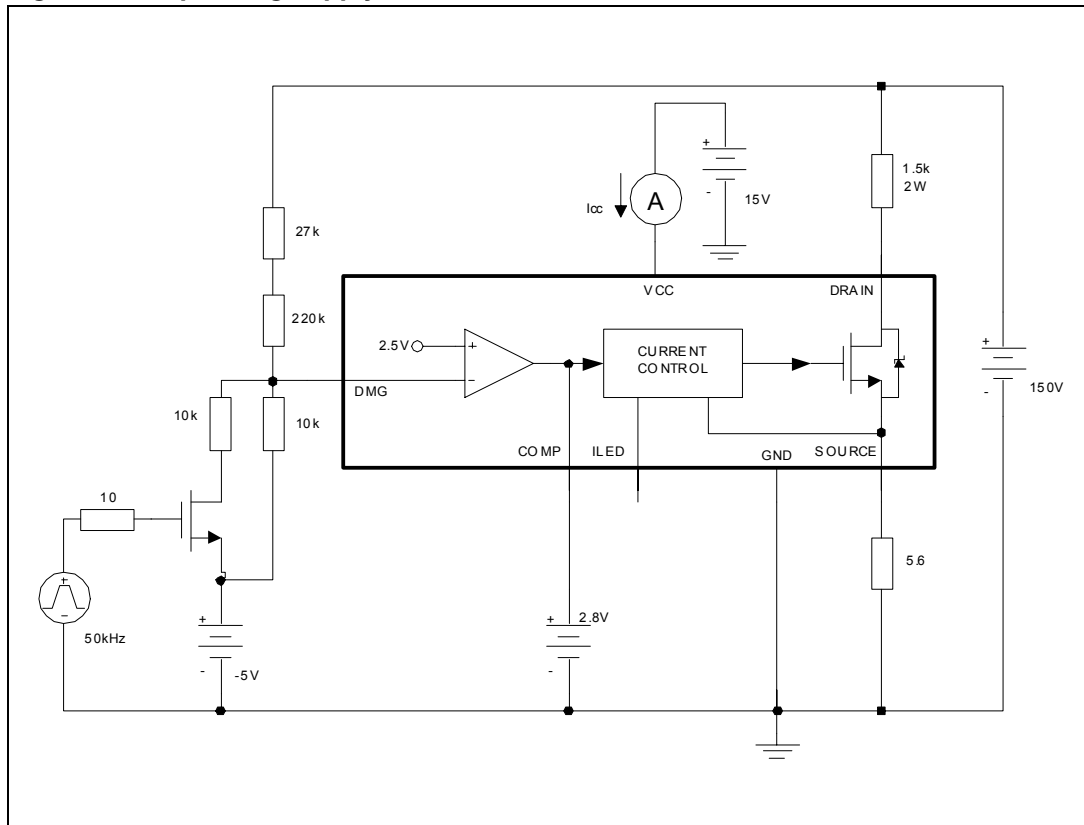 +
15V
-
A
Icc
1.5k
2W
27k
220k
VCC
DRAIN
2.5V
+
-
CURRENT
CONTROL
+
150V
-
DMG
10k
10k
COMP
ILED
GND
SOURCE
10
5.6
+
-
50kHz
+
-5V
-
+
2.8V
-